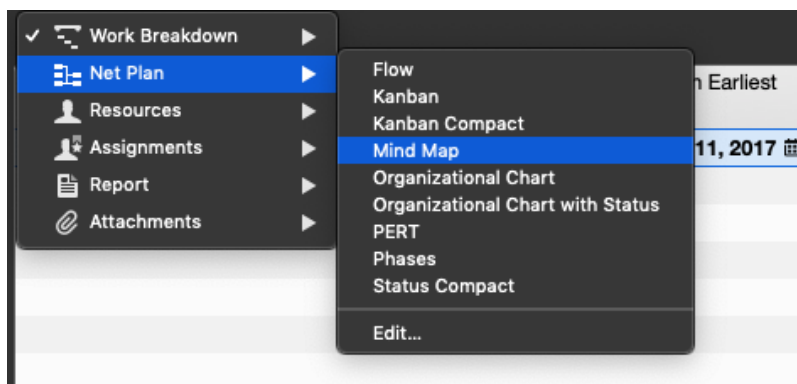 Work Breakdown
Net Plan
Resources
Assignments
Report
Attachments
Flow
Kanban
Kanban Compact
Mind Map
Organizational Chart
Organizational Chart with Status
PERT
Phases
Status Compact
Edit...
Earliest
11, 2017